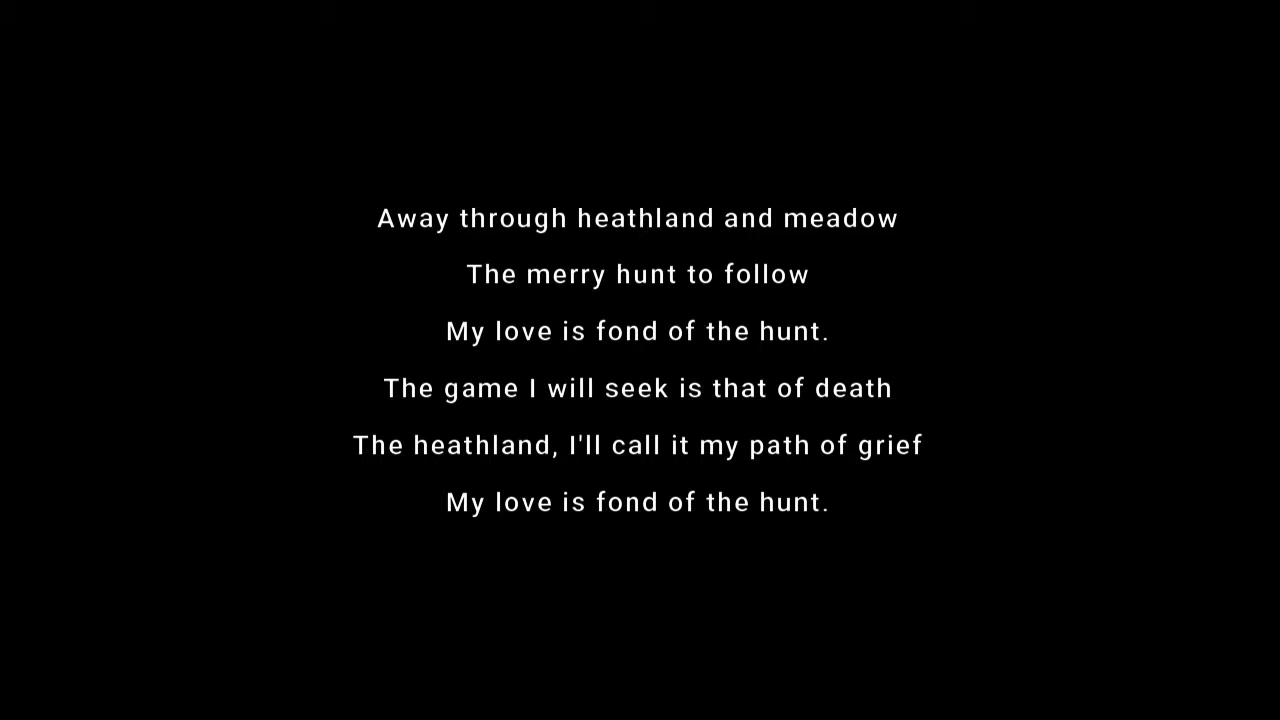 Away through heathland and meadow
The merry hunt to follow
My love is fond of the hunt.
The game I will seek is that of death
The heathland, I'll call it my path of grief
My love is fond of the hunt.